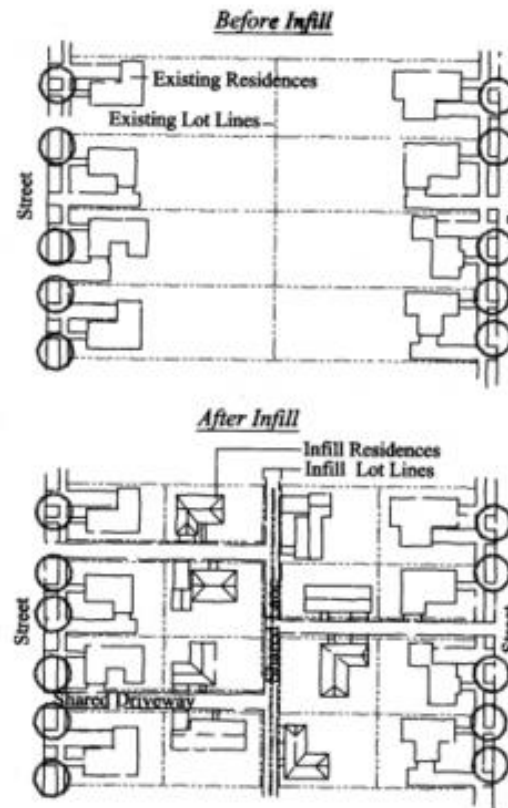 Before Infill
Existing Residences
Existing Lot Lines
Street
After Infill
Infill Residences
Infill Lot Lines
Shared Lane
Street
Street
Shared Driveway